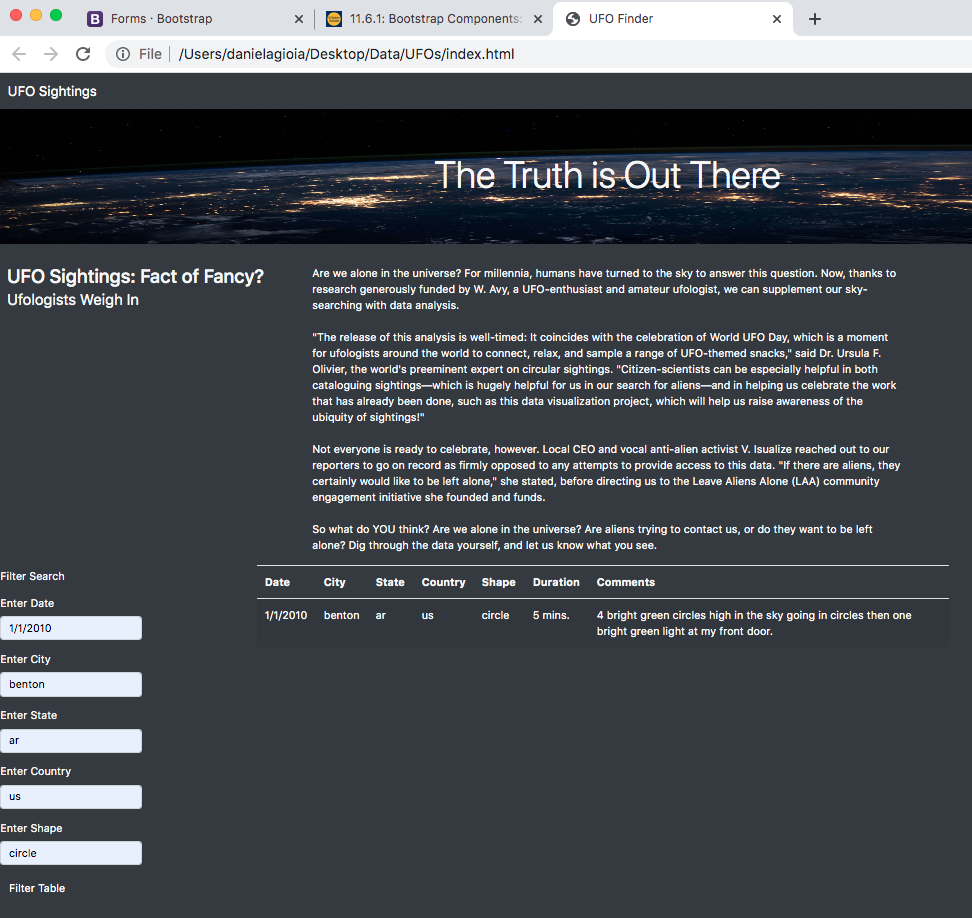 Forms · Bootstrap
11.6.1: Bootstrap Components:
UFO Finder
File
/Users/danielagioia/Desktop/Data/UFOs/index.html
UFO Sightings
The Truth is Out There
UFO Sightings: Fact of Fancy?
Ufologists Weigh In
Are we alone in the universe? For millennia, humans have turned to the sky to answer this question. Now, thanks to
research generously funded by W. Avy, a UFO-enthusiast and amateur ufologist, we can supplement our sky-
searching with data analysis.
"The release of this analysis is well-timed: It coincides with the celebration of World UFO Day, which is a moment
for ufologists around the world to connect, relax, and sample a range of UFO-themed snacks," said Dr. Ursula F.
Olivier, the world's preeminent expert on circular sightings. "Citizen-scientists can be especially helpful in both
cataloguing sightings—which is hugely helpful for us in our search for aliens—and in helping us celebrate the work
that has already been done, such as this data visualization project, which will help us raise awareness of the
ubiquity of sightings!"
Not everyone is ready to celebrate, however. Local CEO and vocal anti-alien activist V. Isualize reached out to our
reporters to go on record as firmly opposed to any attempts to provide access to this data. "If there are aliens, they
certainly would like to be left alone," she stated, before directing us to the Leave Aliens Alone (LAA) community
engagement initiative she founded and funds.
So what do YOU think? Are we alone in the universe? Are aliens trying to contact us, or do they want to be left
alone? Dig through the data yourself, and let us know what you see.
Filter Search
Enter Date
1/1/2010
Enter City
benton
Enter State
ar
Enter Country
us
Enter Shape
circle
Filter Table
Date City State Country Shape Duration Comments
1/1/2010 benton ar us circle 5 mins. 4 bright green circles high in the sky going in circles then one
bright green light at my front door.